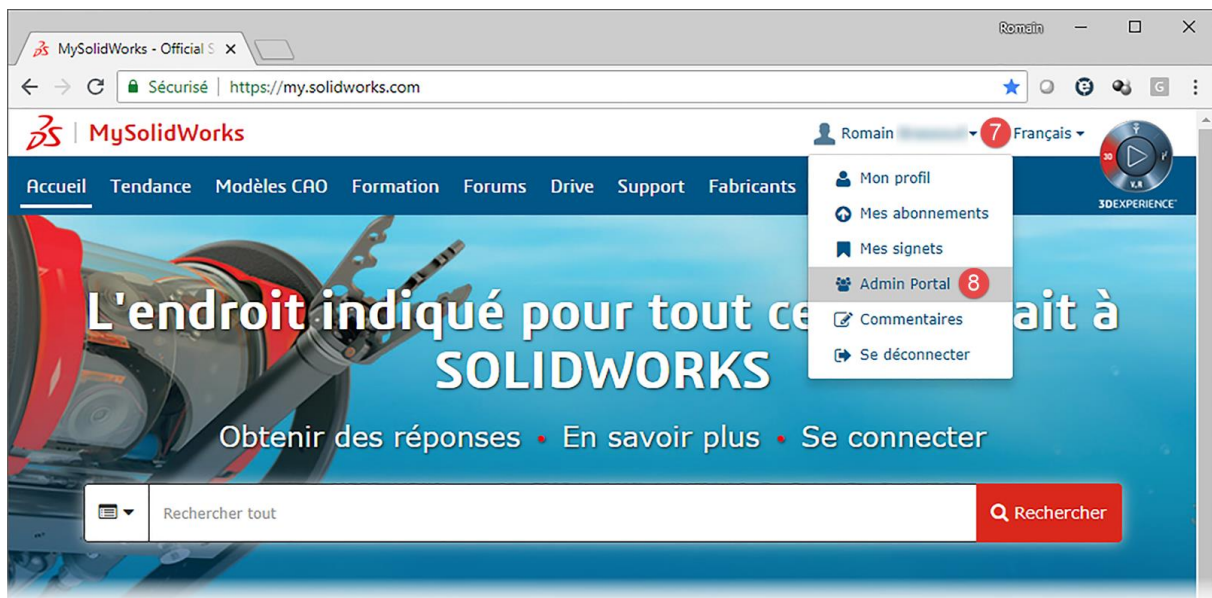 Romain
MySolidWorks - Official S
Sécurisé | https://my.solidworks.com
MySolidWorks
Romain
7
Français
Accueil Tendance Modèles CAO Formation Forums Drive Support Fabricants
3D
V.R
3DEXPERIENCE
Mon profil
Mes abonnements
Mes signets
Admin Portal 8
Commentaires
Se déconnecter
L'endroit indiqué pour tout ce ait à
SOLIDWORKS
Obtenir des réponses • En savoir plus • Se connecter
Rechercher tout
Rechercher